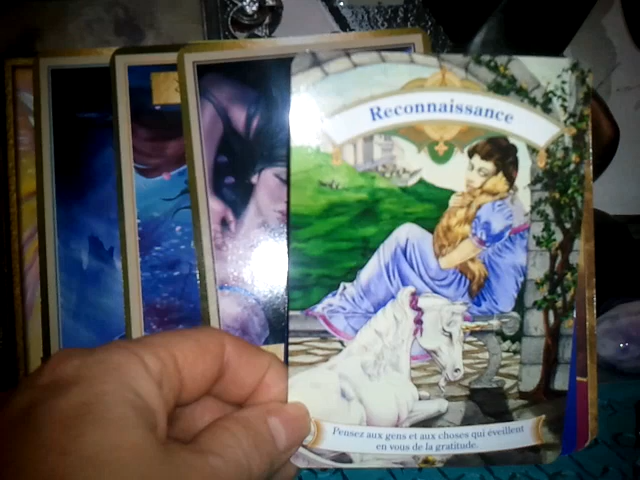 Reconnaissance
Pensez aux gens et aux choses qui éveillent
en vous de la gratitude.